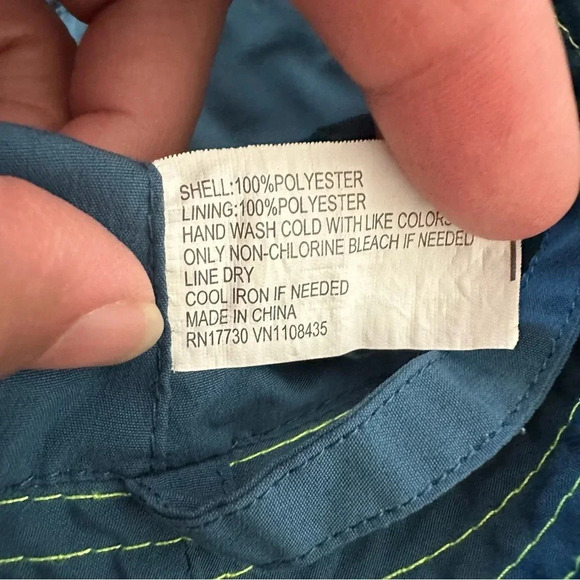 SHELL:100%POLYESTER
LINING:100%POLYESTER
HAND WASH COLD WITH LIKE COLORS
ONLY NON-CHLORINE BLEACH IF NEEDED
LINE DRY
COOL IRON IF NEEDED
MADE IN CHINA
RN17730 VN1108435